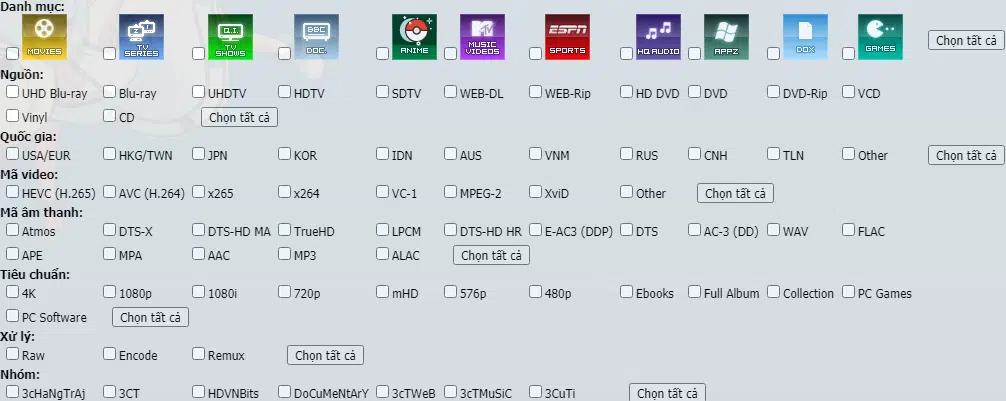 Danh mục:
MOVIES TV SERIES Q.I. TV SHOWS BBC DOC. ANIME MTV MUSIC VIDEOS ESPN SPORTS HQ AUDIO APPZ DOX GAMES Chọn tất cả
Nguồn:
UHD Blu-ray Blu-ray UHDTV HDTV SDTV WEB-DL WEB-Rip HD DVD DVD DVD-Rip VCD
Vinyl CD Chọn tất cả
Quốc gia:
USA/EUR HKG/TWN JPN KOR IDN AUS VNM RUS CNH TLN Other Chọn tất cả
Mã video:
HEVC (H.265) AVC (H.264) x265 x264 VC-1 MPEG-2 XviD Other Chọn tất cả
Mã âm thanh:
Atmos DTS-X DTS-HD MA TrueHD LPCM DTS-HD HR E-AC3 (DDP) DTS AC-3 (DD) WAV FLAC
APE MPA AAC MP3 ALAC Chọn tất cả
Tiêu chuẩn:
4K 1080p 1080i 720p mHD 576p 480p Ebooks Full Album Collection PC Games
PC Software Chọn tất cả
Xử lý:
Raw Encode Remux Chọn tất cả
Nhóm:
3cHaNgTrAj 3CT HDVNBits DoCuMeNtArY 3cTWeB 3cTMuSiC 3CuTi Chọn tất cả